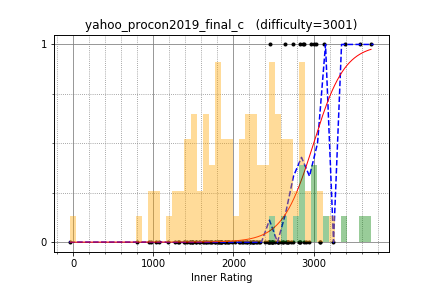 yahoo_procon2019_final_c (difficulty=3001)
1
0
0 1000 2000 3000
Inner Rating